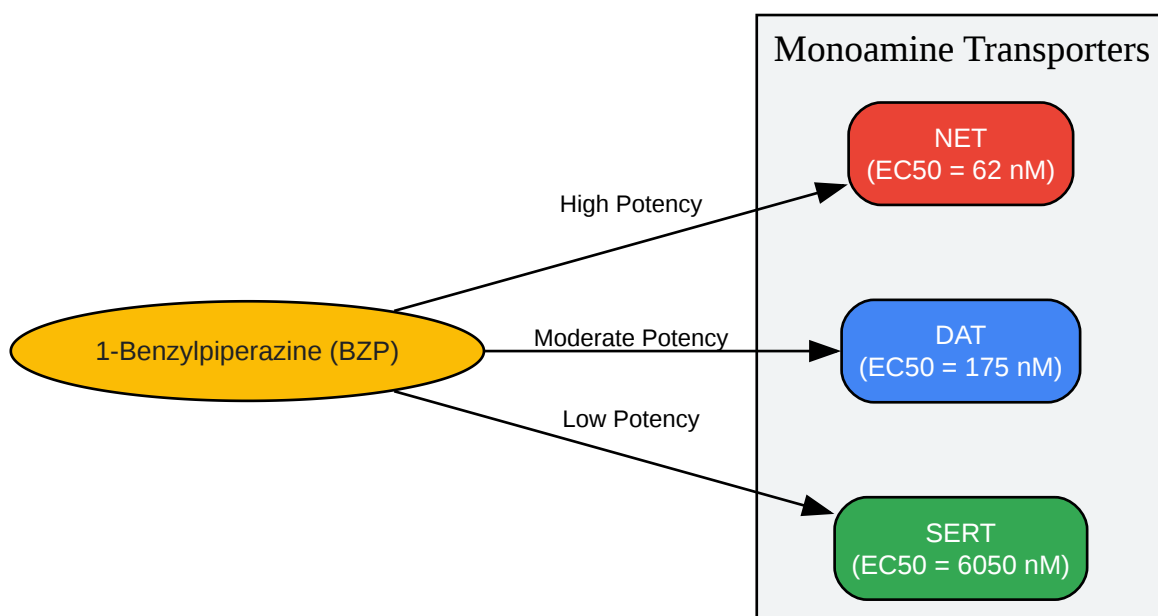 Monoamine Transporters
NET
(EC50 = 62 nM)
High Potency
DAT
(EC50 = 175 nM)
Moderate Potency
1-Benzylpiperazine (BZP)
Low Potency
SERT
(EC50 = 6050 nM)